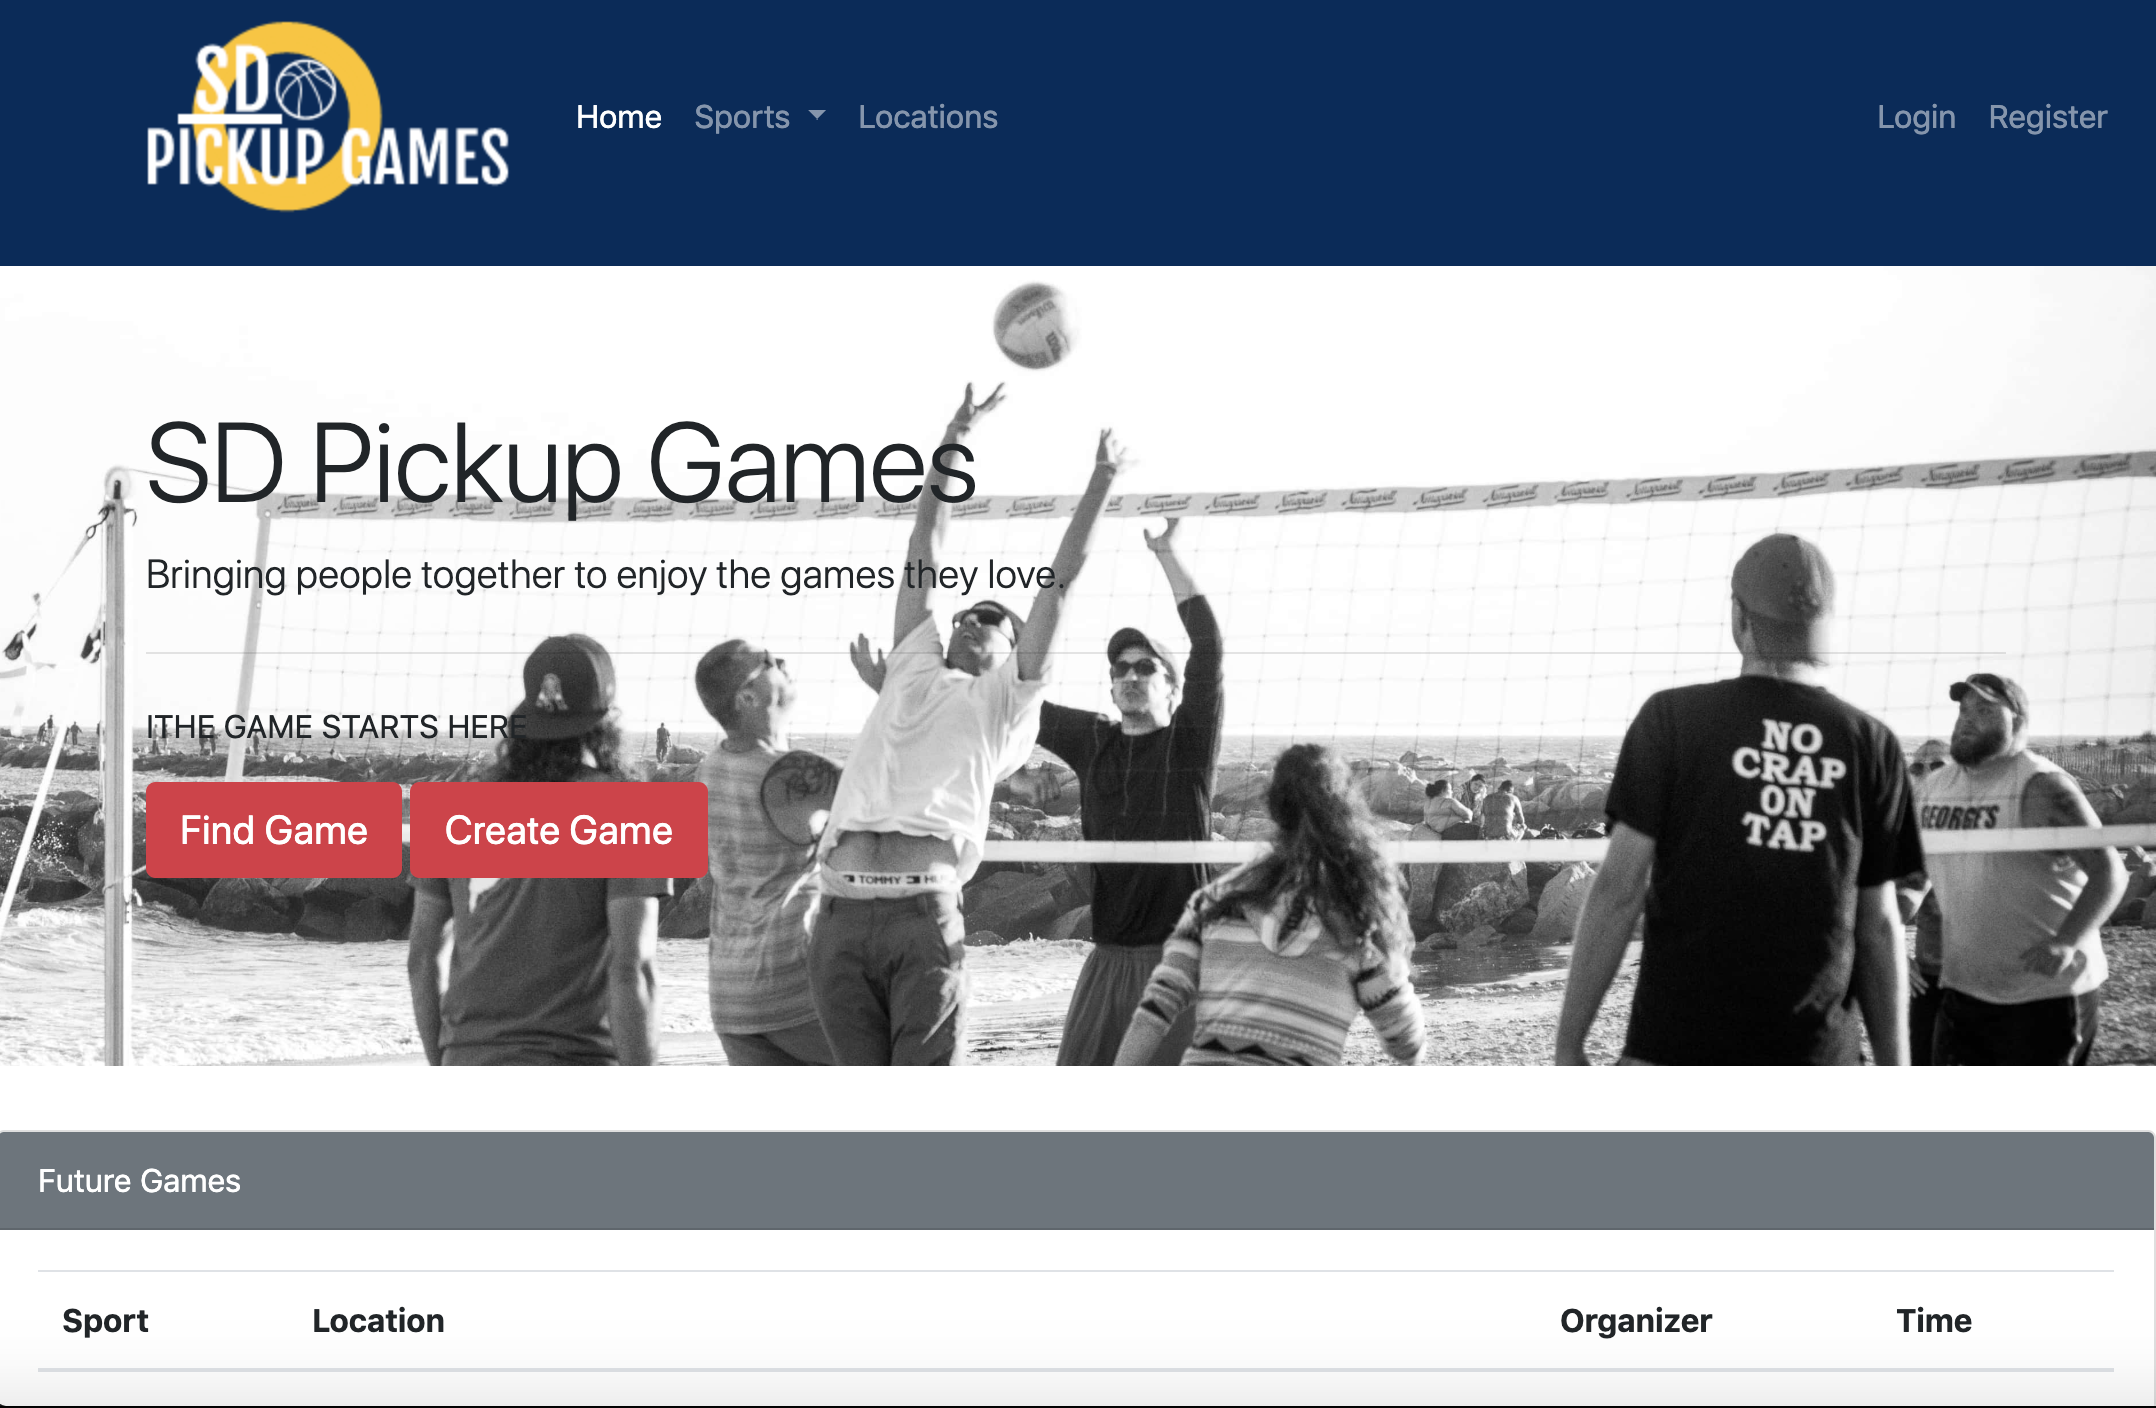 SD
PICKUP GAMES
Home Sports Locations
Login Register
SD Pickup Games
Bringing people together to enjoy the games they love.
ITHE GAME STARTS HERE
Find Game Create Game
NO
CRAP
ON
TAP
GEORGE'S
TOMMY
Future Games
Sport Location Organizer Time